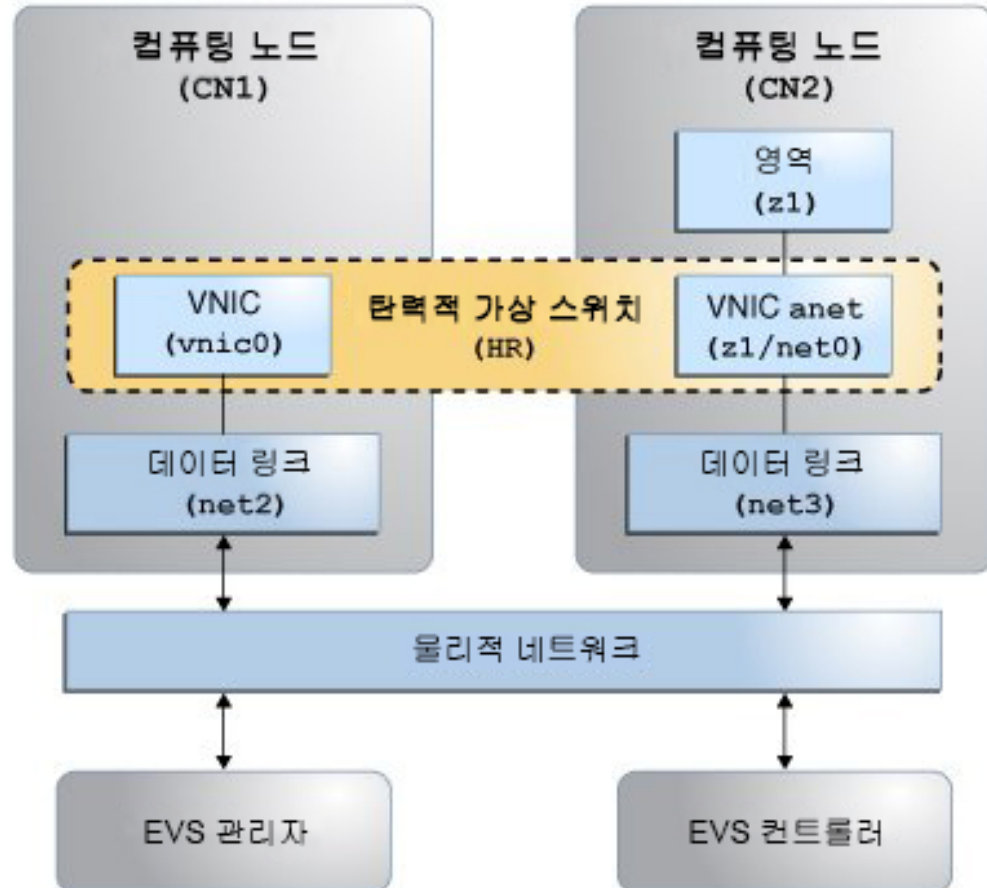 컴퓨팅 노드
(CN1)
컴퓨팅 노드
(CN2)
영역
(z1)
VNIC
(vnic0)
탄력적 가상 스위치
(HR)
VNIC anet
(z1/net0)
데이터 링크
(net2)
데이터 링크
(net3)
물리적 네트워크
EVS 관리자
EVS 컨트롤러